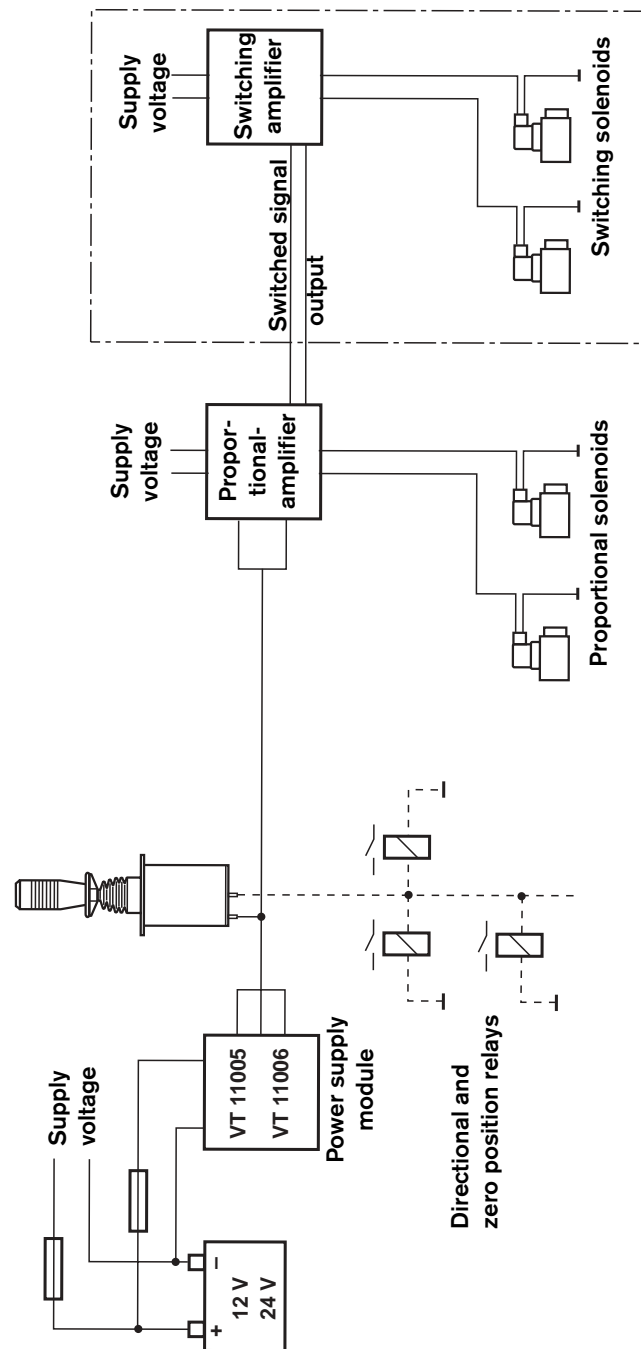 Supply
voltage
Switching
amplifier
Switching solenoids
Switched signal
output
Supply
voltage
Propor-
tional-
amplifier
Proportional solenoids
Supply
voltage
VT 11005
VT 11006
Power supply
module
Directional and
zero position relays
+
–
12 V
24 V